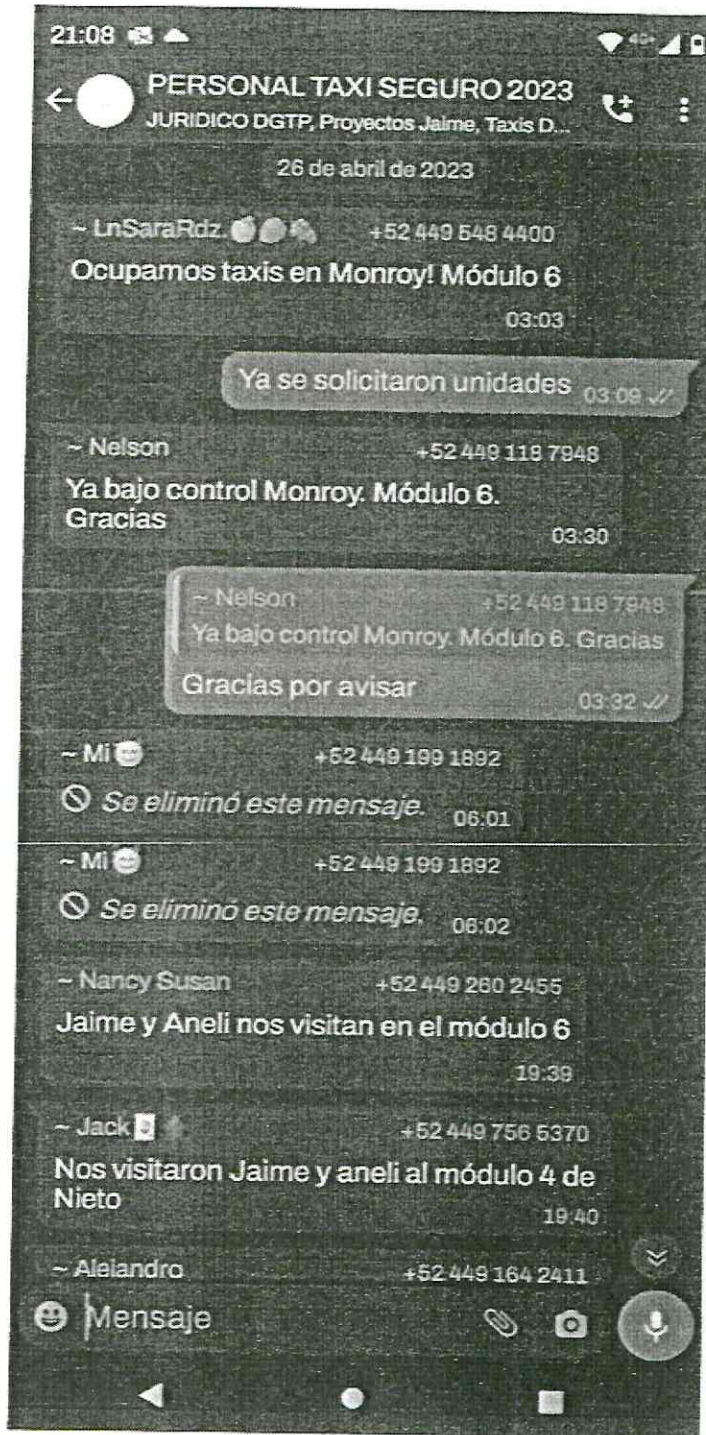 21:08
PERSONAL TAXI SEGURO 2023
JURIDICO DGTP, Proyectos Jaime, Taxis D...
26 de abril de 2023
~ LnSaraRdz. +52 449 548 4400
Ocupamos taxis en Monroy! Módulo 6
03:03
Ya se solicitaron unidades 03:09
~ Nelson +52 449 118 7948
Ya bajo control Monroy. Módulo 6.
Gracias
03:30
~ Nelson +52 449 118 7948
Ya bajo control Monroy. Módulo 6. Gracias
Gracias por avisar 03:32
~ Mi +52 449 199 1892
Se eliminó este mensaje. 06:01
~ Mi +52 449 199 1892
Se eliminó este mensaje. 06:02
~ Nancy Susan +52 449 260 2455
Jaime y Aneli nos visitan en el módulo 6
19:39
~ Jack +52 449 756 5370
Nos visitaron Jaime y aneli al módulo 4 de
Nieto
19:40
~ Alejandro +52 449 164 2411
Mensaje